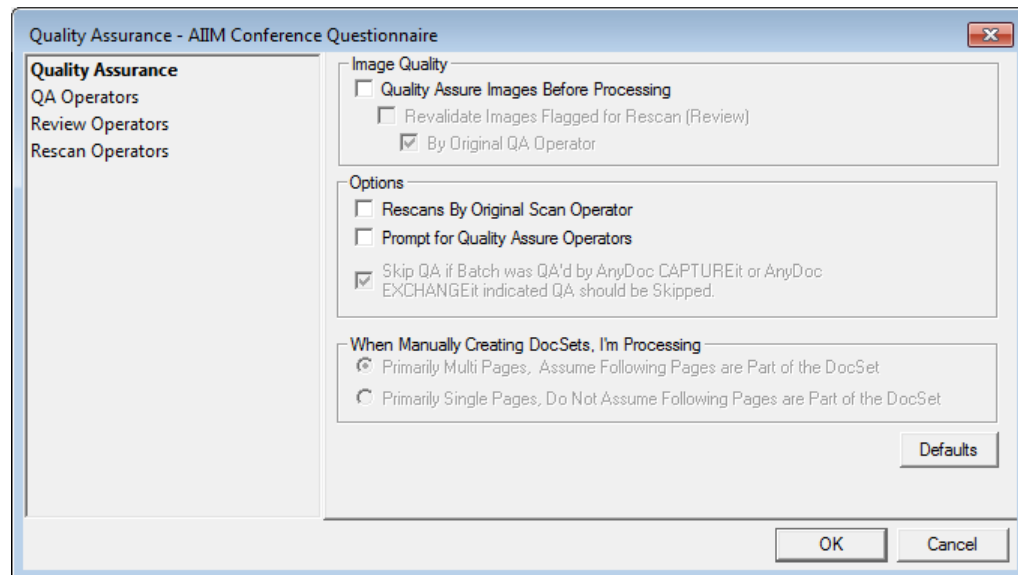 Quality Assurance - AIIM Conference Questionnaire
Quality Assurance
QA Operators
Review Operators
Rescan Operators
Image Quality
Quality Assure Images Before Processing
Revalidate Images Flagged for Rescan (Review)
By Original QA Operator
Options
Rescans By Original Scan Operator
Prompt for Quality Assure Operators
Skip QA if Batch was QA'd by AnyDoc CAPTUREit or AnyDoc
EXCHANGEit indicated QA should be Skipped.
When Manually Creating DocSets, I'm Processing
Primarily Multi Pages,  Assume Following Pages are Part of the DocSet
Primarily Single Pages, Do Not Assume Following Pages are Part of the DocSet
Defaults
OK
Cancel